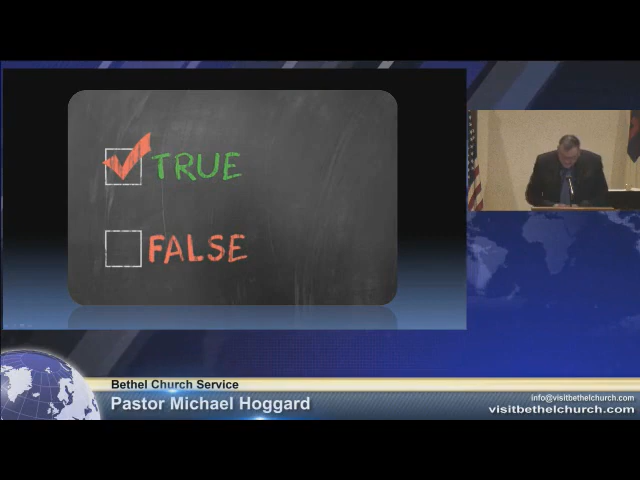 TRUE
FALSE
Bethel Church Service
Pastor Michael Hoggard
info@visitbethelchurch.com
visitbethelchurch.com